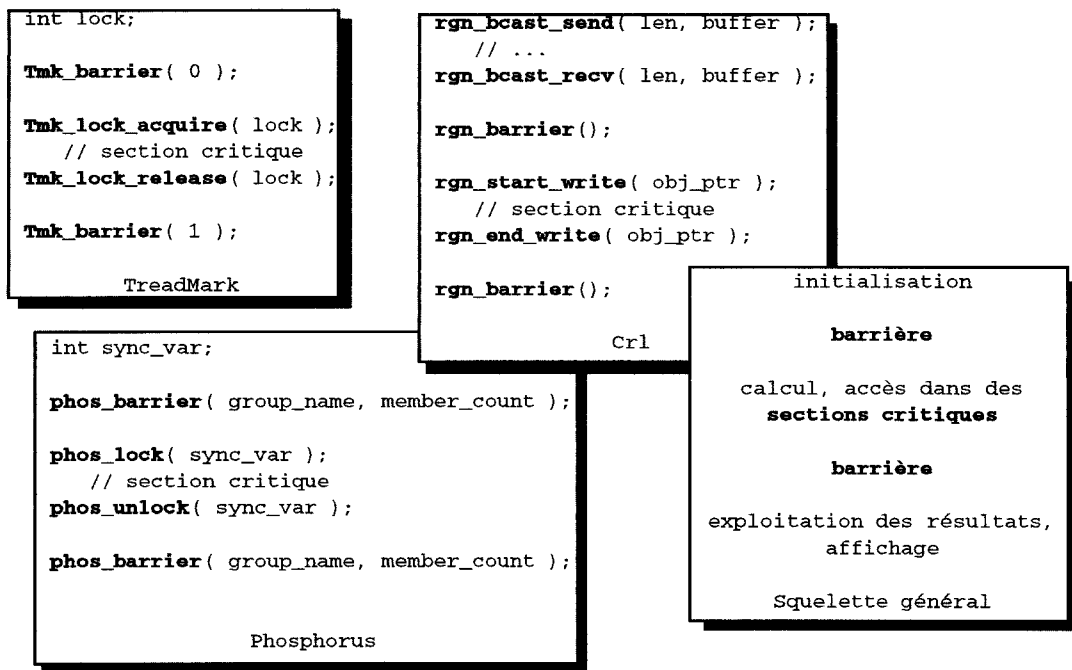 int lock;
Tmk_barrier( 0 );
Tmk_lock_acquire( lock );
// section critique
Tmk_lock_release( lock );
Tmk_barrier( 1 );
TreadMark
rgn_bcast_send( len, buffer );
// ...
rgn_bcast_recv( len, buffer );
rgn_barrier();
rgn_start_write( obj_ptr );
// section critique
rgn_end_write( obj_ptr );
rgn_barrier();
Crl
int sync_var;
phos_barrier( group_name, member_count );
phos_lock( sync_var );
// section critique
phos_unlock( sync_var );
phos_barrier( group_name, member_count );
Phosphorus
initialisation
barrière
calcul, accès dans des
sections critiques
barrière
exploitation des résultats,
affichage
Squelette général